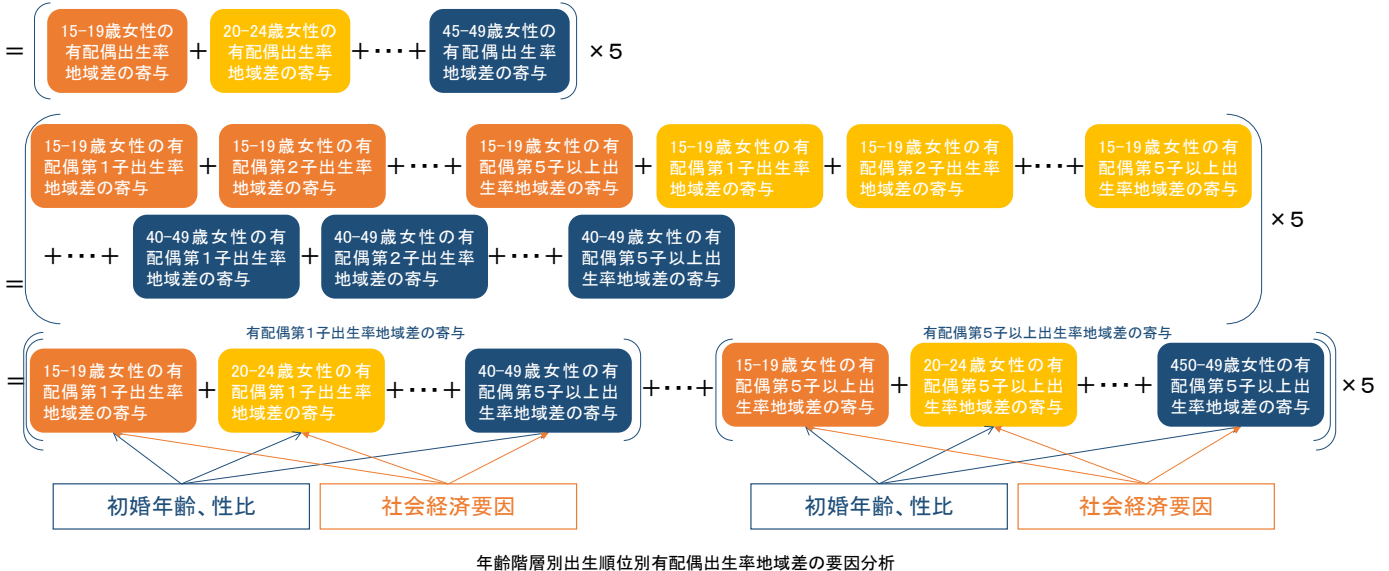 ＝ 15-19歳女性の有配偶出生率地域差の寄与 ＋ 20-24歳女性の有配偶出生率地域差の寄与 ＋･･･＋ 45-49歳女性の有配偶出生率地域差の寄与 ×５
15-19歳女性の有配偶第１子出生率地域差の寄与 ＋ 15-19歳女性の有配偶第２子出生率地域差の寄与 ＋･･･＋ 15-19歳女性の有配偶第５子以上出生率地域差の寄与 ＋ 15-19歳女性の有配偶第１子出生率地域差の寄与 ＋ 15-19歳女性の有配偶第２子出生率地域差の寄与 ＋･･･＋ 15-19歳女性の有配偶第５子以上出生率地域差の寄与
＝ ＋･･･＋ 40-49歳女性の有配偶第１子出生率地域差の寄与 ＋ 40-49歳女性の有配偶第２子出生率地域差の寄与 ＋･･･＋ 40-49歳女性の有配偶第５子以上出生率地域差の寄与 ×５
有配偶第１子出生率地域差の寄与 有配偶第５子以上出生率地域差の寄与
＝ 15-19歳女性の有配偶第１子出生率地域差の寄与 ＋ 20-24歳女性の有配偶第１子出生率地域差の寄与 ＋･･･＋ 40-49歳女性の有配偶第５子以上出生率地域差の寄与 ＋･･･＋ 15-19歳女性の有配偶第５子以上出生率地域差の寄与 ＋ 20-24歳女性の有配偶第５子以上出生率地域差の寄与 ＋･･･＋ 450-49歳女性の有配偶第５子以上出生率地域差の寄与 ×５
初婚年齢、性比 社会経済要因 初婚年齢、性比 社会経済要因
年齢階層別出生順位別有配偶出生率地域差の要因分析